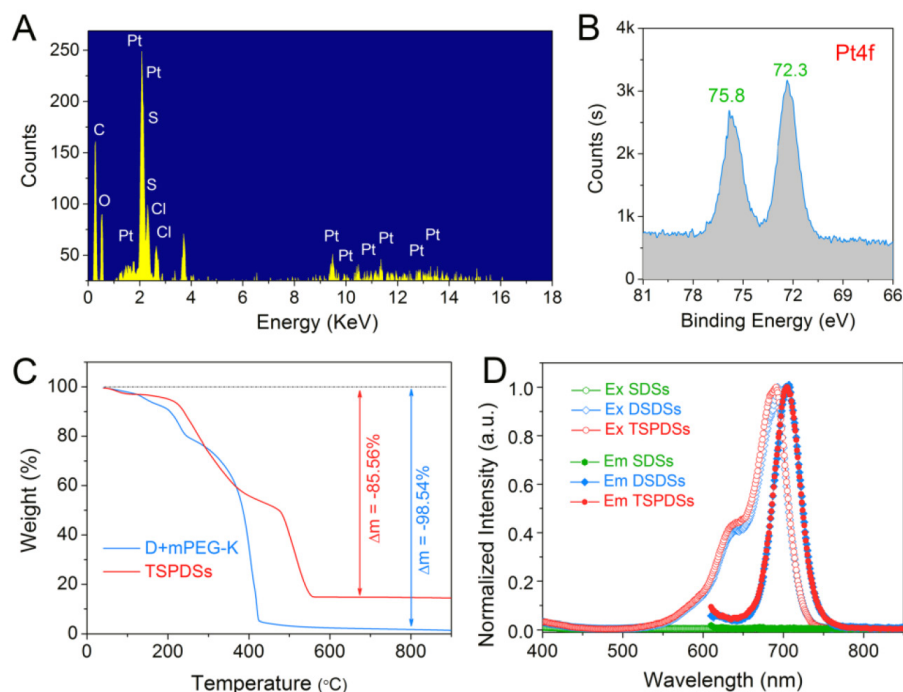 A
Counts
250
200
150
100
50
0 2 4 6 8 10 12 14 16 18
Energy (KeV)
C
O
Pt
Pt
Pt
S
S
Cl
Cl
Pt
Pt
Pt
Pt
Pt
Pt
B
Pt4f
75.8
72.3
Counts (s)
4k
3k
2k
1k
0
81 78 75 72 69 66
Binding Energy (eV)
C
Weight (%)
100
80
60
40
20
0
0 200 400 600 800
Temperature (°C)
D+mPEG-K
TSPDSs
Δm = -85.56%
Δm = -98.54%
D
Normalized Intensity (a.u.)
1.0
0.8
0.6
0.4
0.2
0.0
400 500 600 700 800
Wavelength (nm)
Ex SDSs
Ex DSDSs
Ex TSPDSs
Em SDSs
Em DSDSs
Em TSPDSs